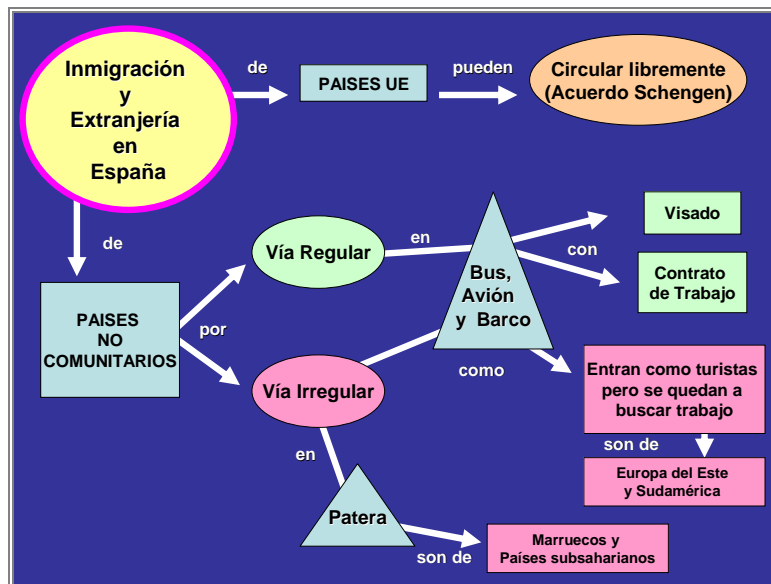 Inmigración
y
Extranjería
en
España
de
PAISES UE
pueden
Circular libremente
(Acuerdo Schengen)
de
PAISES
NO
COMUNITARIOS
por
Vía Regular
en
Bus,
Avión
y Barco
con
Visado
Contrato
de Trabajo
Vía Irregular
como
Entran como turistas
pero se quedan a
buscar trabajo
son de
Europa del Este
y Sudamérica
en
Patera
son de
Marruecos y
Países subsaharianos